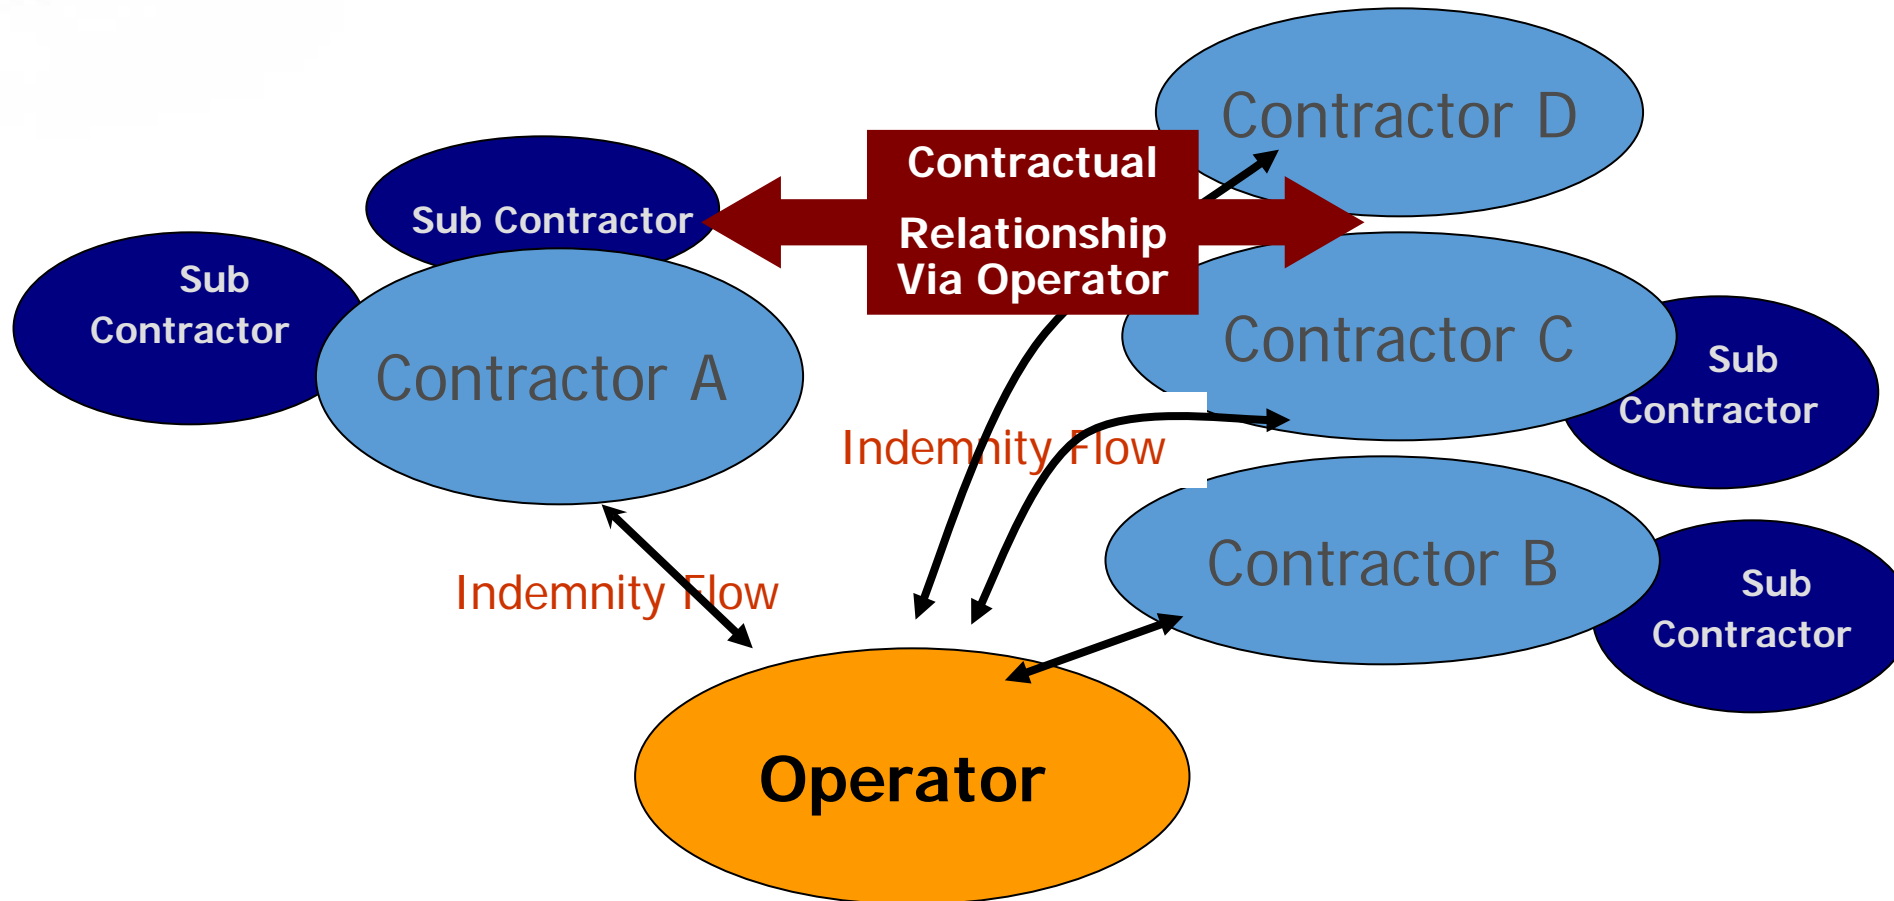 Contractor D
Contractual
Relationship
Via Operator
Sub Contractor
Sub
Contractor
Contractor A
Contractor C
Sub
Contractor
Indemnity Flow
Contractor B
Indemnity Flow
Sub
Contractor
Operator